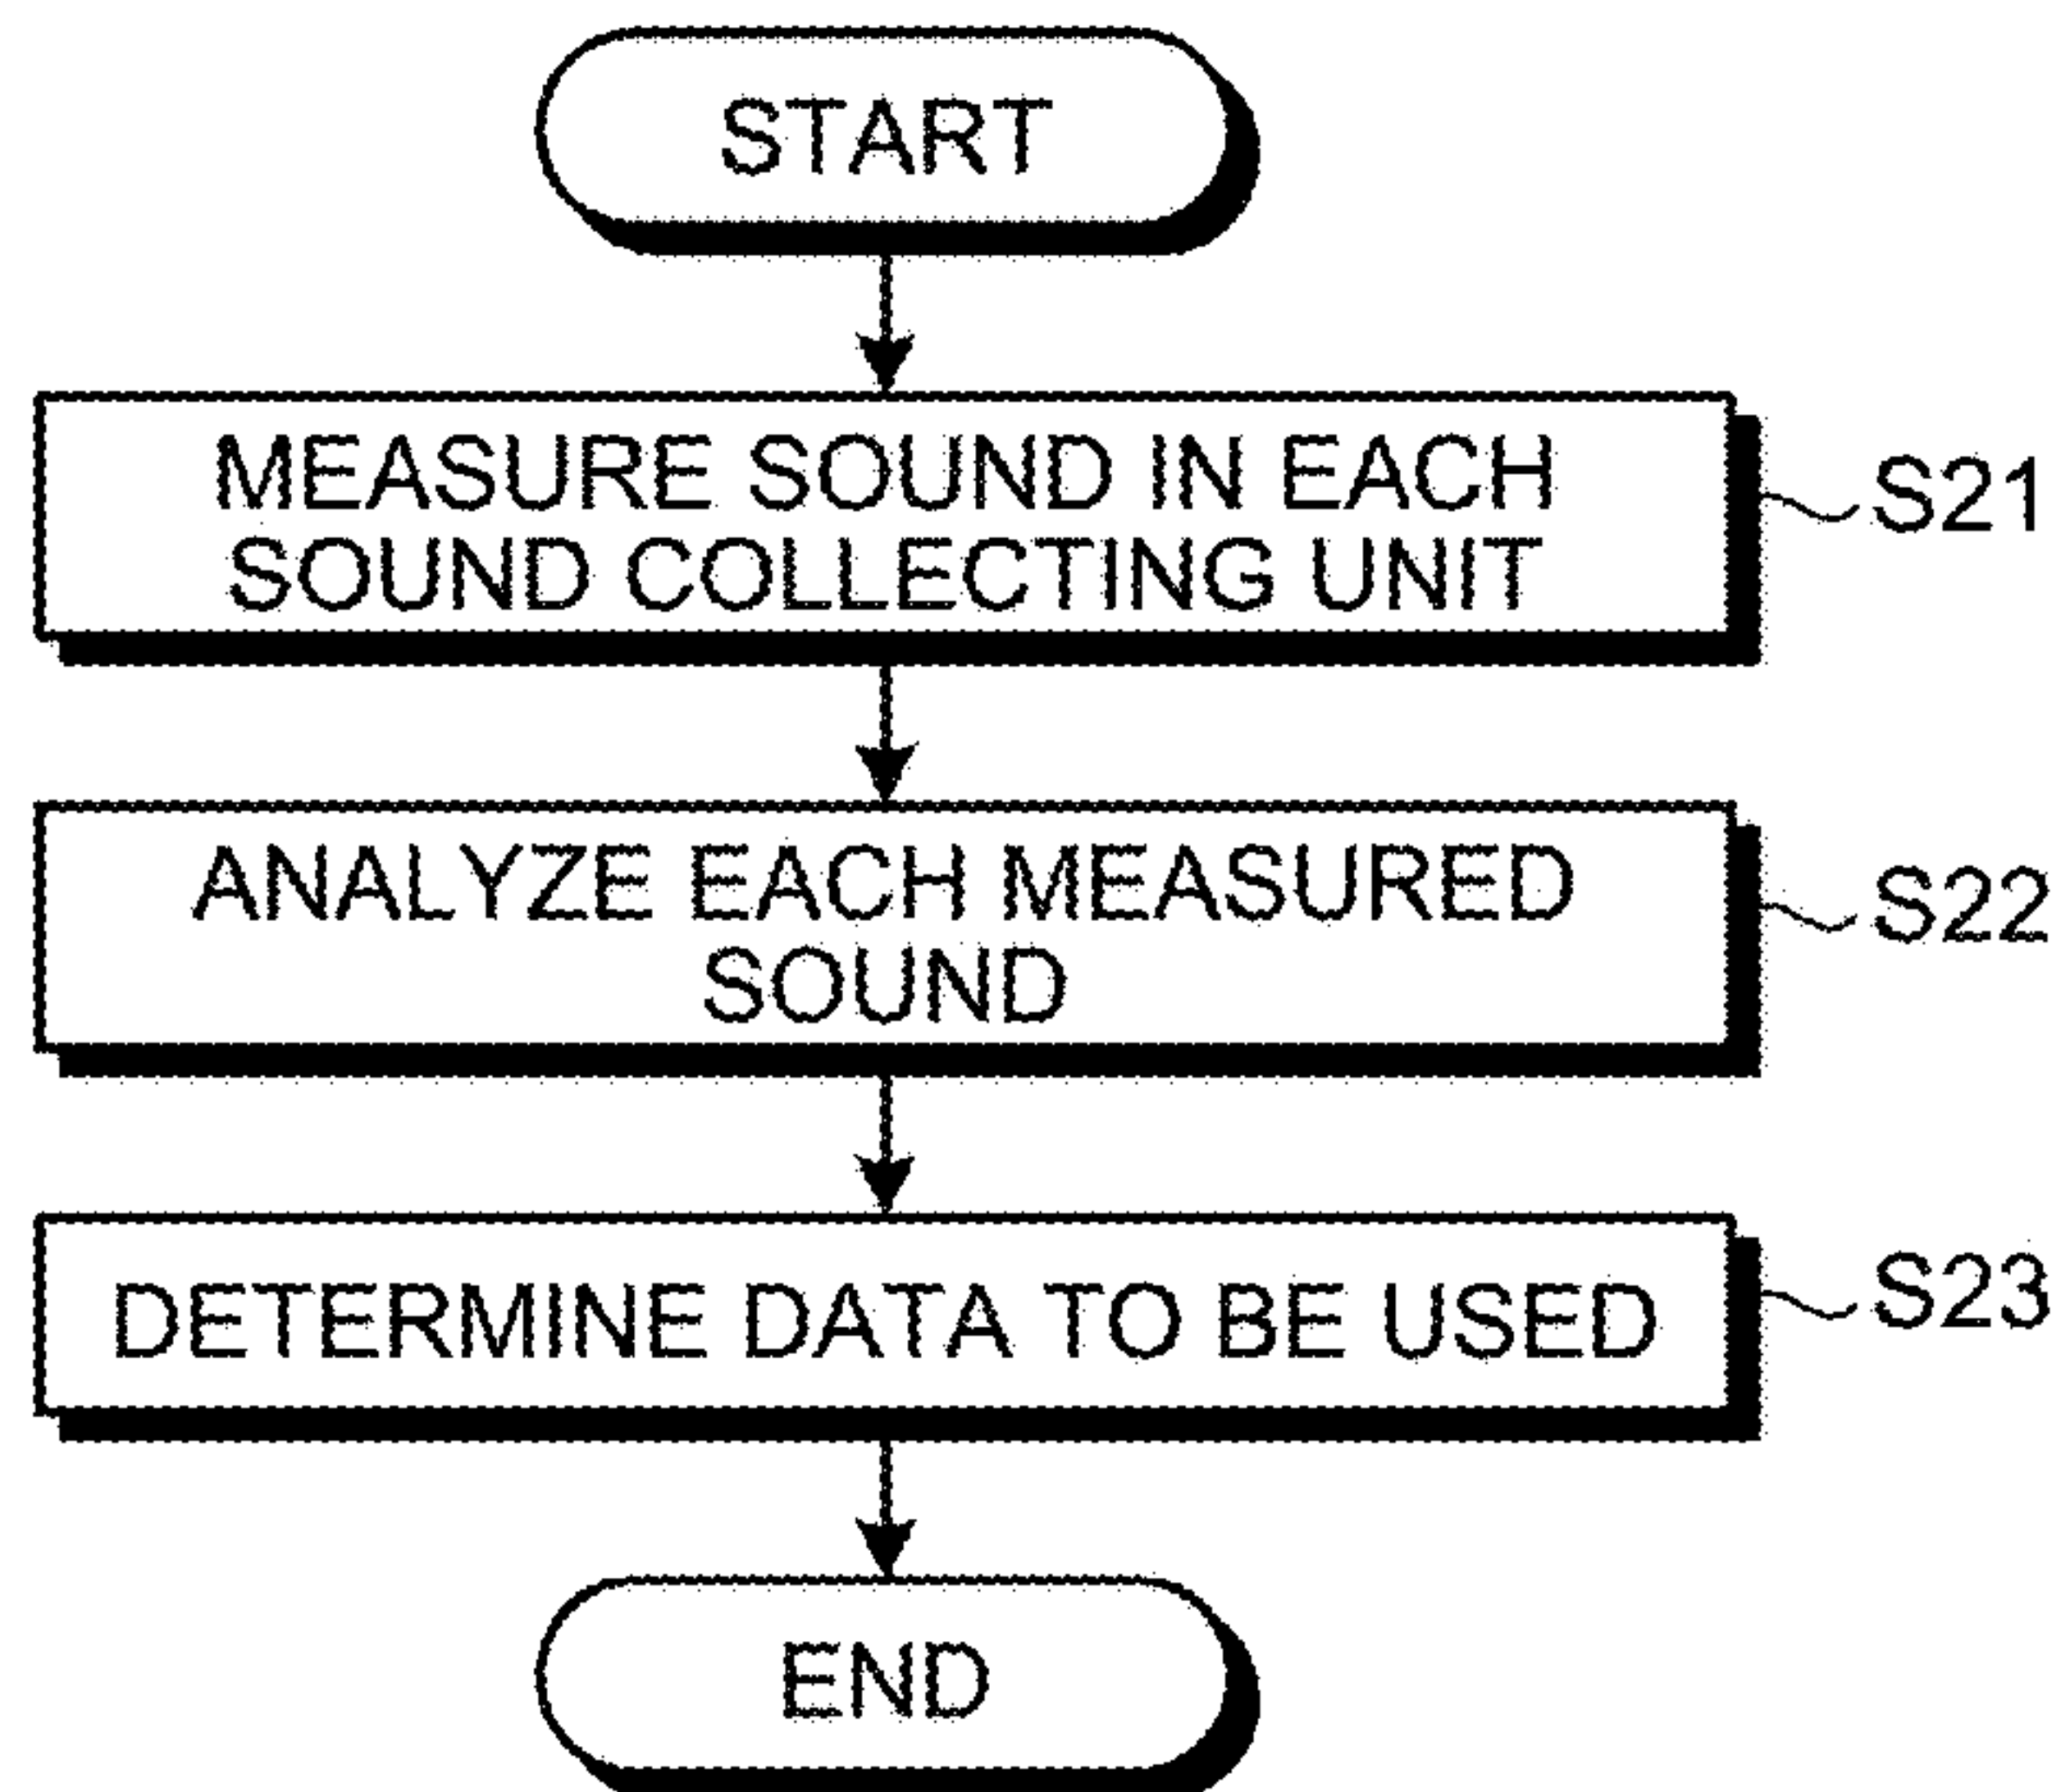 START
MEASURE SOUND IN EACH
SOUND COLLECTING UNIT
S21
ANALYZE EACH MEASURED
SOUND
S22
DETERMINE DATA TO BE USED
S23
END